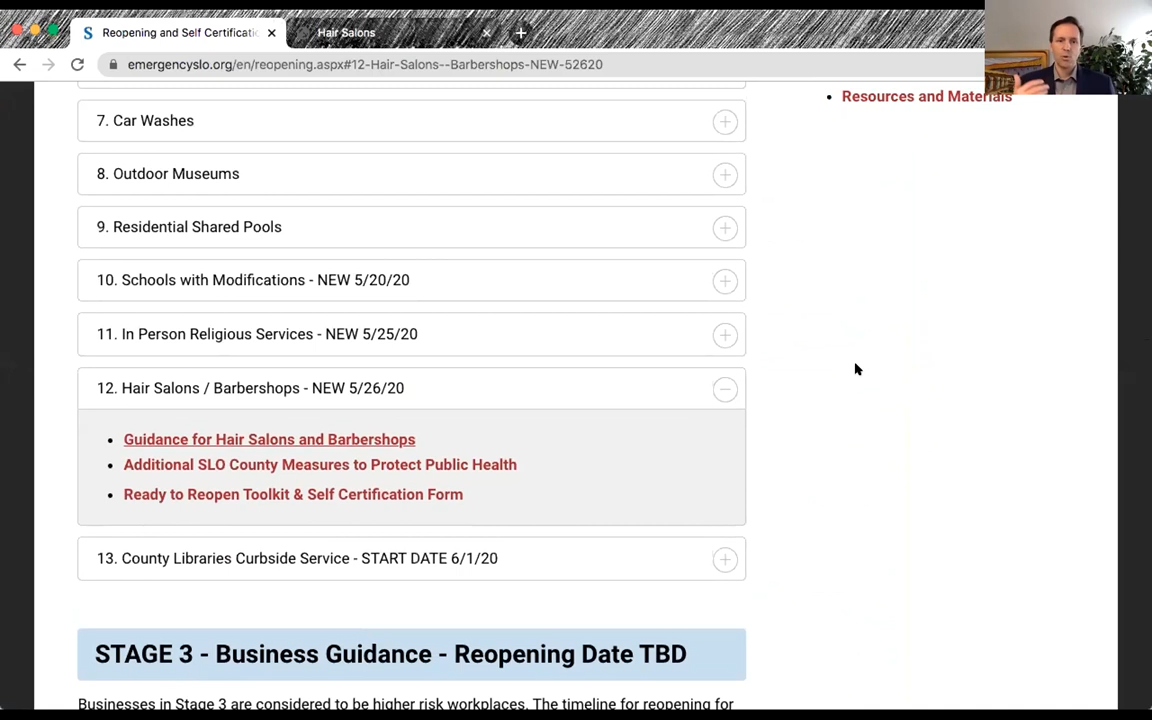 Reopening and Self Certificatio
Hair Salons
emergencyslo.org/en/reopening.aspx#12-Hair-Salons--Barbershops-NEW-52620
Resources and Materials
7. Car Washes
8. Outdoor Museums
9. Residential Shared Pools
10. Schools with Modifications - NEW 5/20/20
11. In Person Religious Services - NEW 5/25/20
12. Hair Salons / Barbershops - NEW 5/26/20
Guidance for Hair Salons and Barbershops
Additional SLO County Measures to Protect Public Health
Ready to Reopen Toolkit & Self Certification Form
13. County Libraries Curbside Service - START DATE 6/1/20
STAGE 3 - Business Guidance - Reopening Date TBD
Businesses in Stage 3 are considered to be higher risk workplaces. The timeline for reopening for